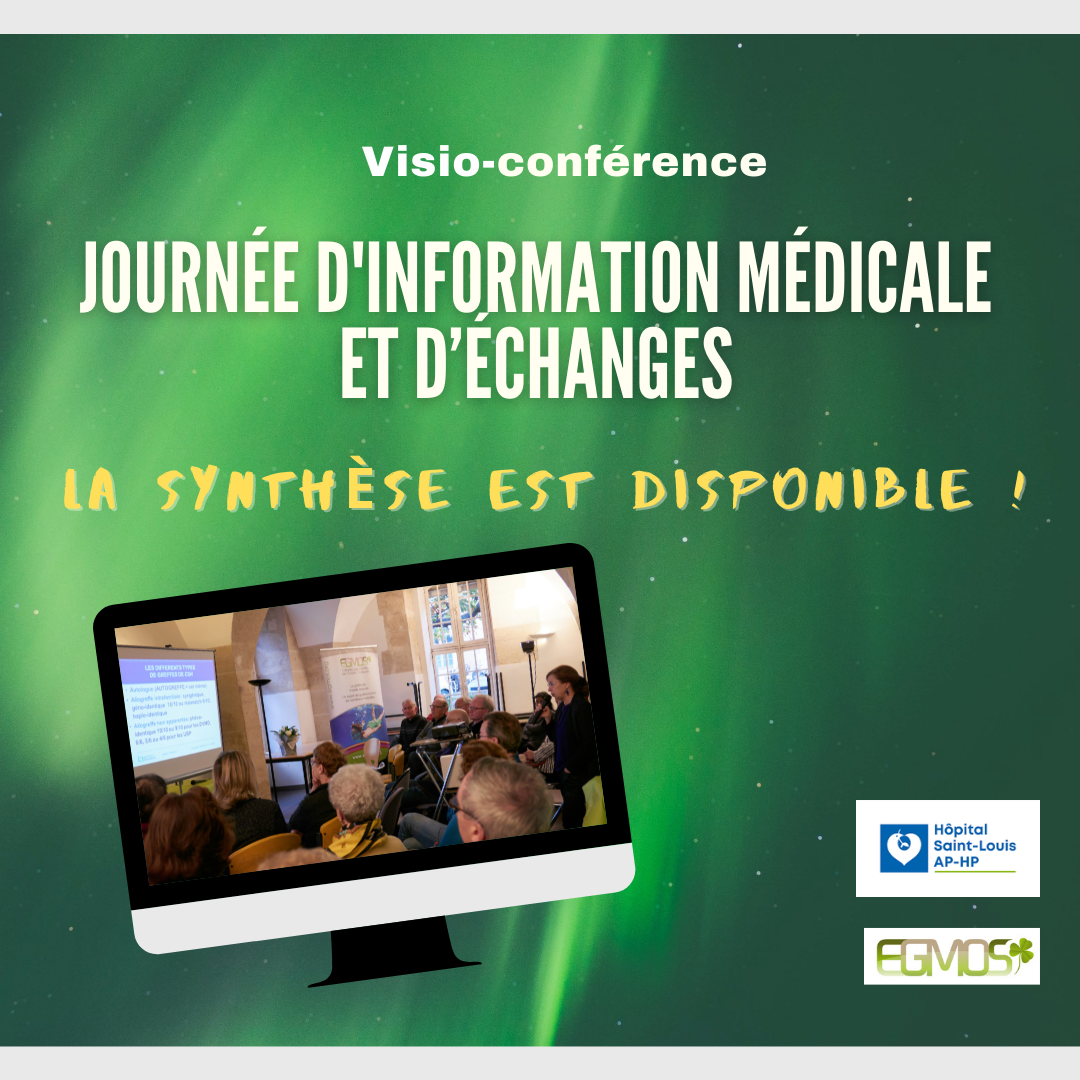 Visio-conférence
JOURNÉE D'INFORMATION MÉDICALE
ET D’ÉCHANGES
LA SYNTHÈSE EST DISPONIBLE !
LES DIFFERENTS TYPES
DE GREFFES DE CSH
EGMOS
Hôpital
Saint-Louis
AP-HP
EGMOS